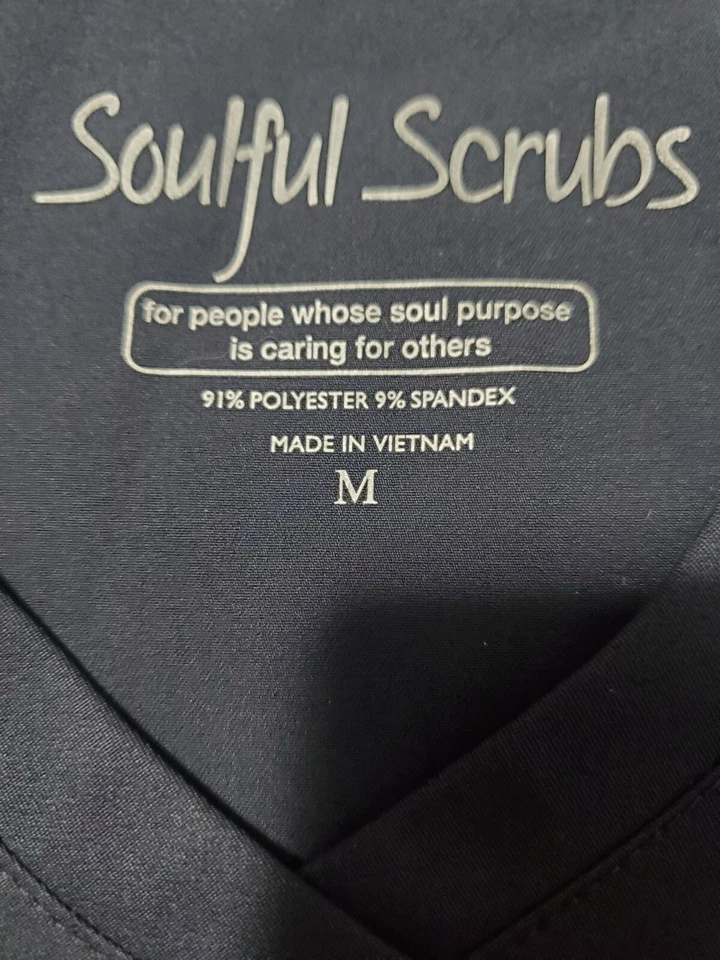 Soulful Scrubs
for people whose soul purpose
is caring for others
91% POLYESTER 9% SPANDEX
MADE IN VIETNAM
M